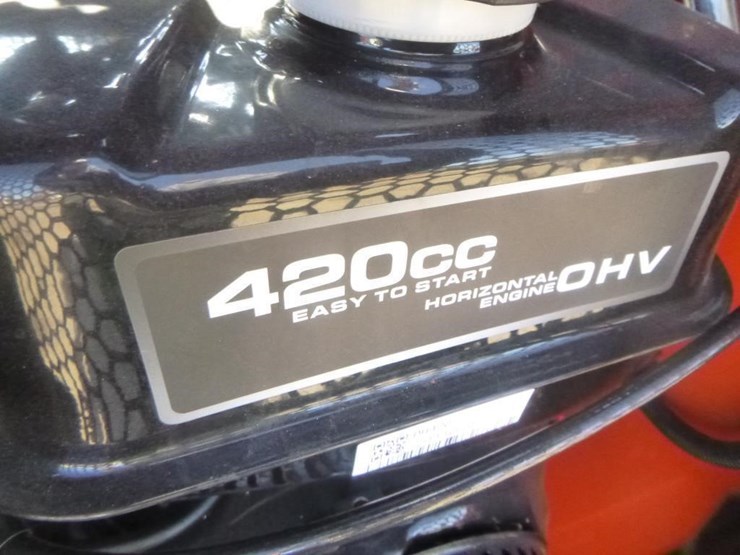 420cc
EASY TO START
HORIZONTAL
ENGINE
OHV